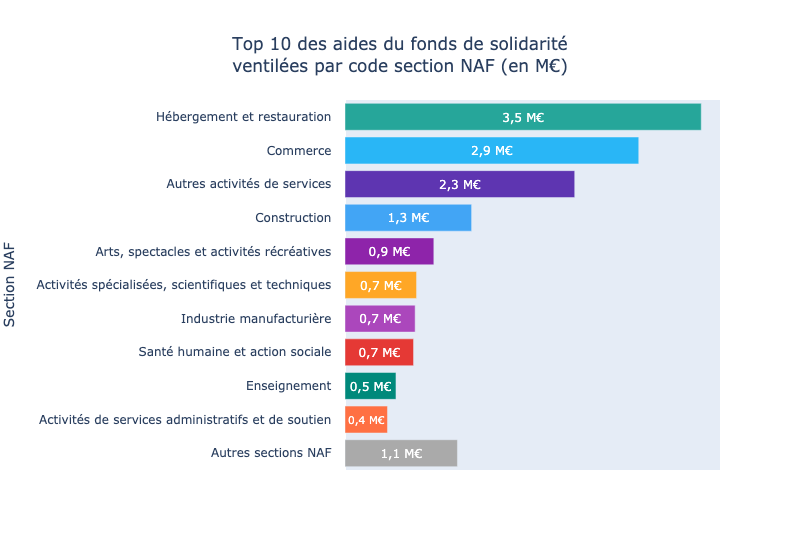 Top 10 des aides du fonds de solidarité
ventilées par code section NAF (en M€)
Section NAF
Hébergement et restauration 3,5 M€
Commerce 2,9 M€
Autres activités de services 2,3 M€
Construction 1,3 M€
Arts, spectacles et activités récréatives 0,9 M€
Activités spécialisées, scientifiques et techniques 0,7 M€
Industrie manufacturière 0,7 M€
Santé humaine et action sociale 0,7 M€
Enseignement 0,5 M€
Activités de services administratifs et de soutien 0,4 M€
Autres sections NAF 1,1 M€